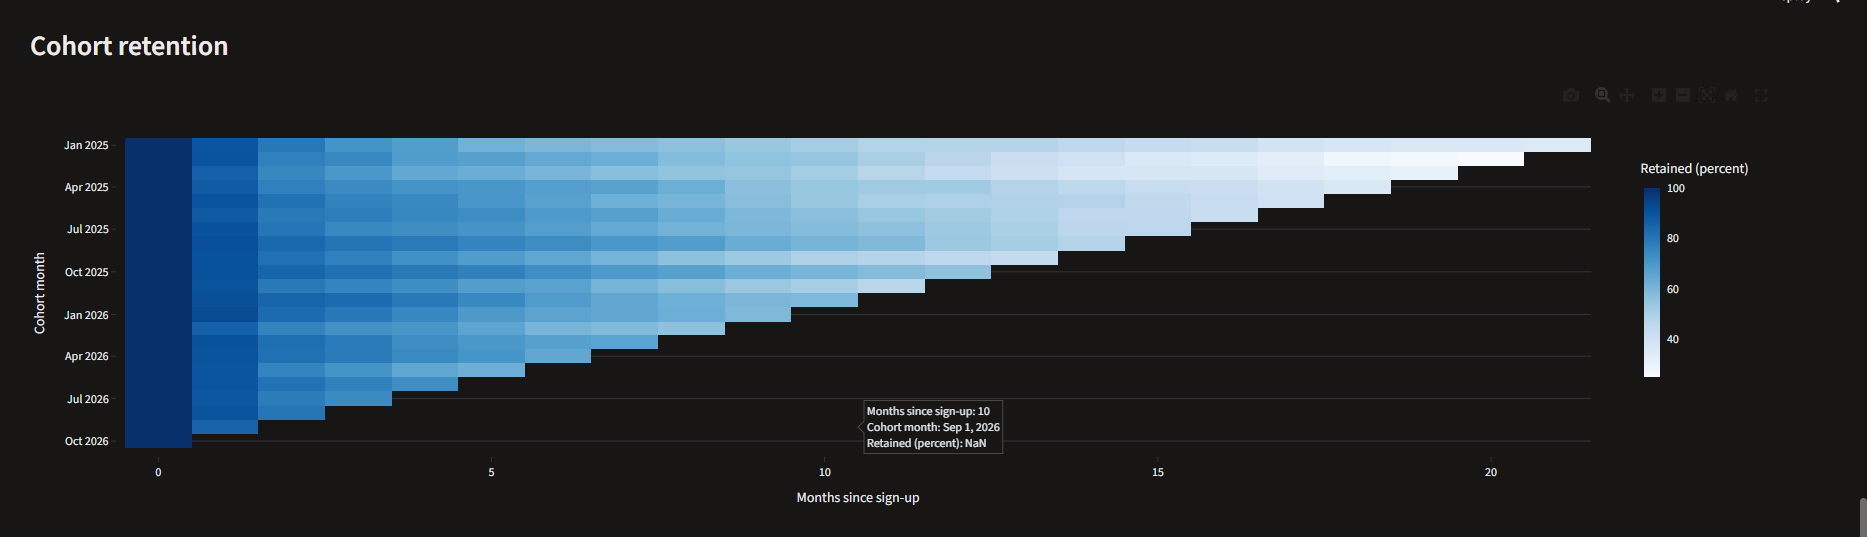 Cohort retention
Jan 2025
Apr 2025
Jul 2025
Oct 2025
Jan 2026
Apr 2026
Jul 2026
Oct 2026
Cohort month
0
5
10
15
20
Months since sign-up
Months since sign-up: 10
Cohort month: Sep 1, 2026
Retained (percent): NaN
Retained (percent)
100
80
60
40